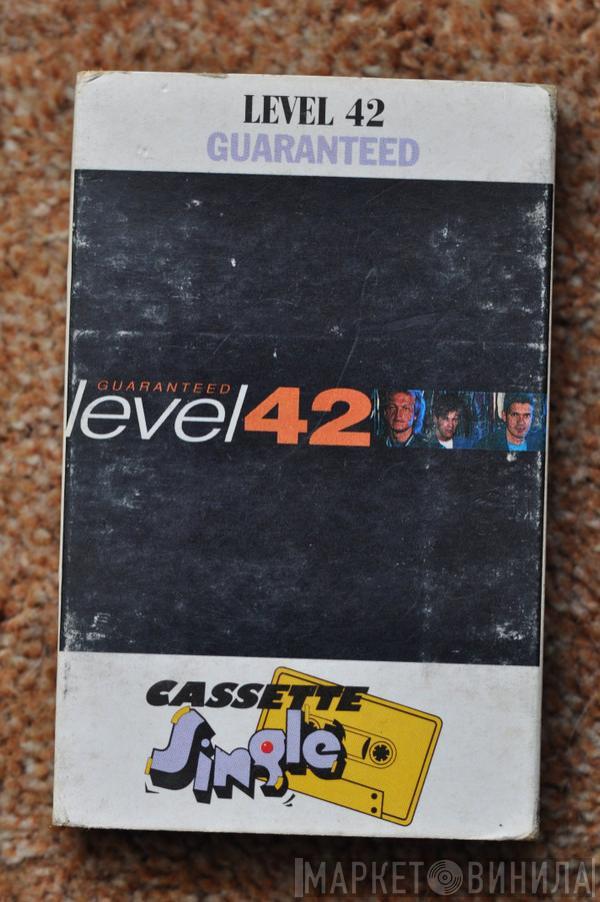 LEVEL 42
GUARANTEED
GUARANTEED
level42
CASSETTE
Single
МАРКЕТ ВИНИЛА